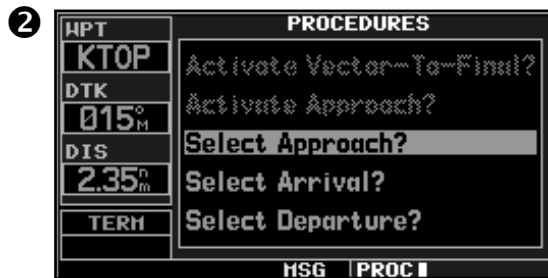 ❷
WPT
KTOP
DTK
015°M
DIS
2.35nm
TERM
PROCEDURES
Activate Vector-To-Final?
Activate Approach?
Select Approach?
Select Arrival?
Select Departure?
MSG PROC